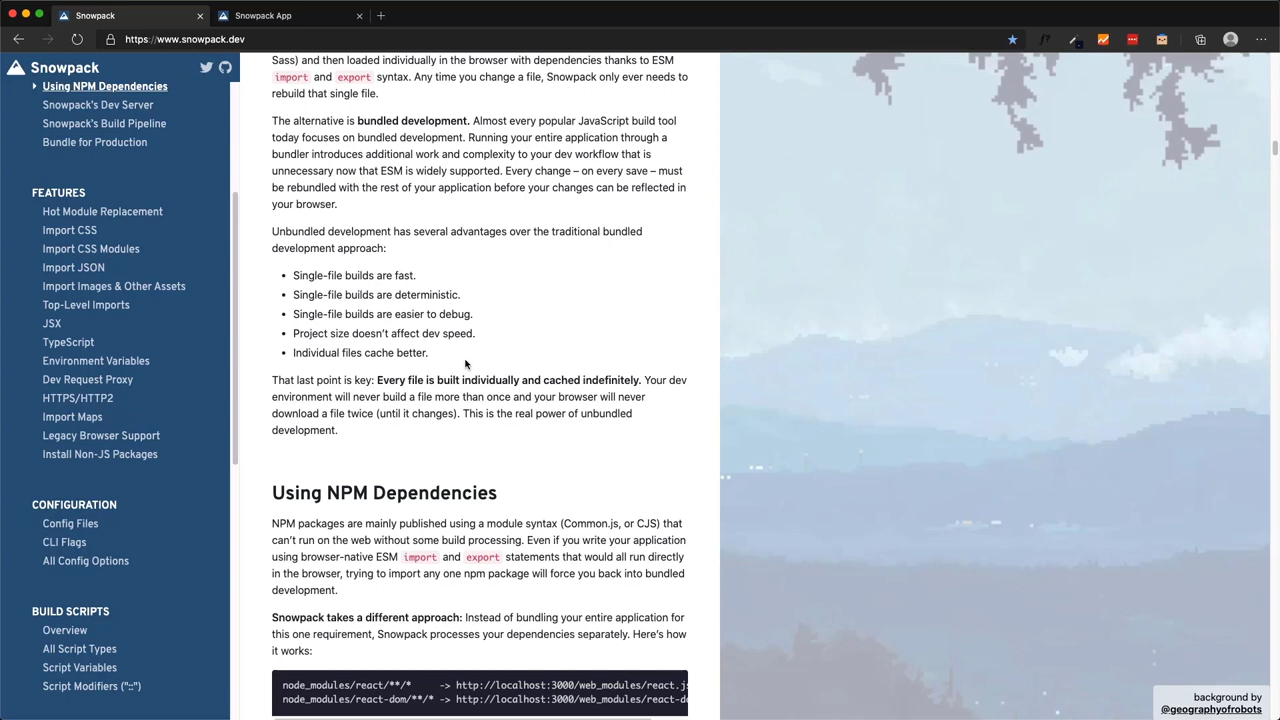 Snowpack
Snowpack App
https://www.snowpack.dev
Snowpack
Using NPM Dependencies
Snowpack's Dev Server
Snowpack's Build Pipeline
Bundle for Production
FEATURES
Hot Module Replacement
Import CSS
Import CSS Modules
Import JSON
Import Images & Other Assets
Top-Level Imports
JSX
TypeScript
Environment Variables
Dev Request Proxy
HTTPS/HTTP2
Import Maps
Legacy Browser Support
Install Non-JS Packages
CONFIGURATION
Config Files
CLI Flags
All Config Options
BUILD SCRIPTS
Overview
All Script Types
Script Variables
Script Modifiers ("::")
Sass) and then loaded individually in the browser with dependencies thanks to ESM
import and export syntax. Any time you change a file, Snowpack only ever needs to
rebuild that single file.
The alternative is bundled development. Almost every popular JavaScript build tool
today focuses on bundled development. Running your entire application through a
bundler introduces additional work and complexity to your dev workflow that is
unnecessary now that ESM is widely supported. Every change – on every save – must
be rebundled with the rest of your application before your changes can be reflected in
your browser.
Unbundled development has several advantages over the traditional bundled
development approach:
• Single-file builds are fast.
• Single-file builds are deterministic.
• Single-file builds are easier to debug.
• Project size doesn’t affect dev speed.
• Individual files cache better.
That last point is key: Every file is built individually and cached indefinitely. Your dev
environment will never build a file more than once and your browser will never
download a file twice (until it changes). This is the real power of unbundled
development.
Using NPM Dependencies
NPM packages are mainly published using a module syntax (Common.js, or CJS) that
can’t run on the web without some build processing. Even if you write your application
using browser-native ESM import and export statements that would all run directly
in the browser, trying to import any one npm package will force you back into bundled
development.
Snowpack takes a different approach: Instead of bundling your entire application for
this one requirement, Snowpack processes your dependencies separately. Here’s how
it works:
node_modules/react/**/* -> http://localhost:3000/web_modules/react.js
node_modules/react-dom/**/* -> http://localhost:3000/web_modules/react-do
background by
@geographyofrobots